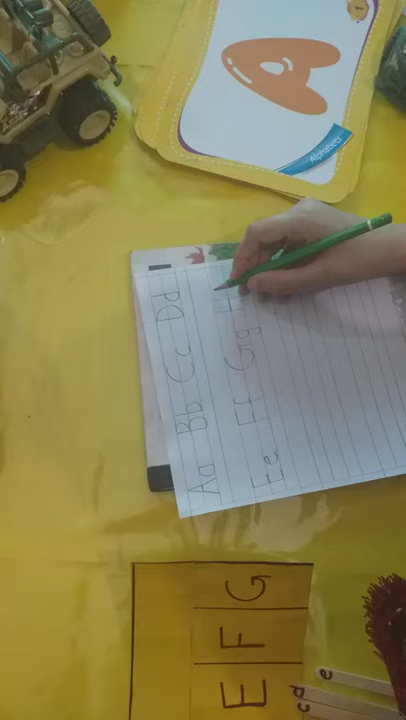 A
Alphabets
Aa Bb Cc Dd
Ee Ff Gg H
E F G
e
d
c